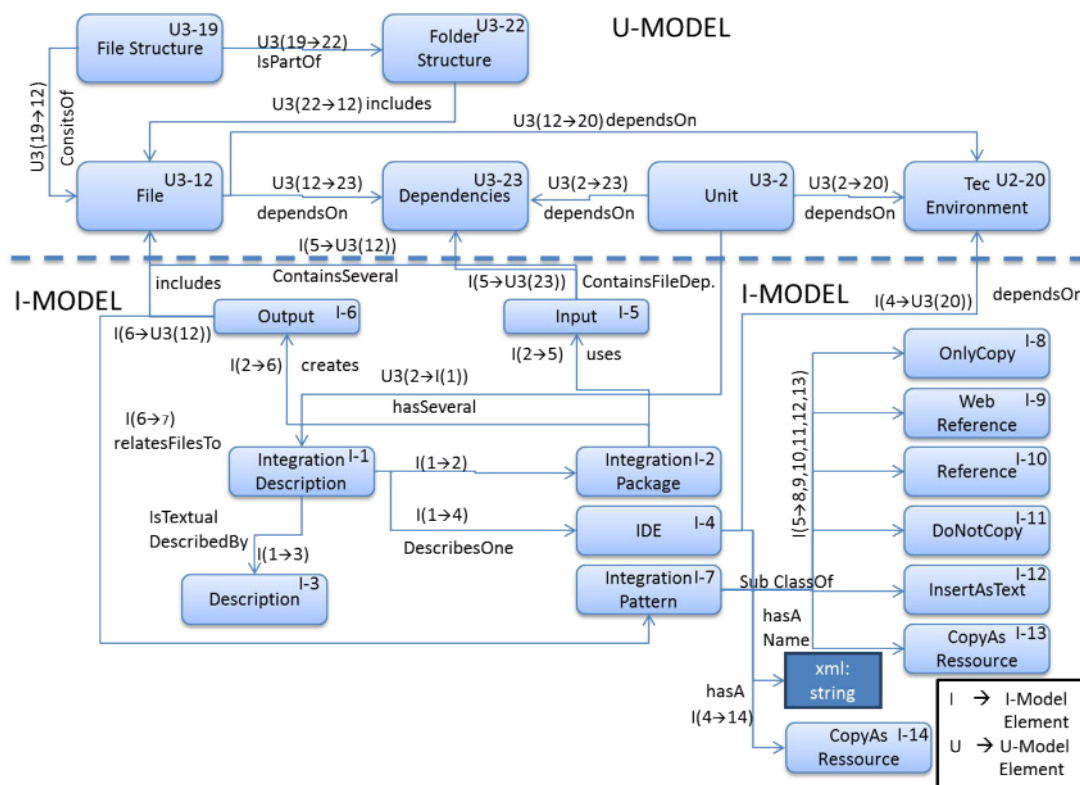 U-MODEL
U3-19
File Structure
U3(19→22)
IsPartOf
U3-22
Folder
Structure
U3(19→12)
ConsitsOf
U3(22→12) includes
U3(12→20) dependsOn
U3-12
File
U3(12→23)
dependsOn
U3-23
Dependencies
U3(2→23)
dependsOn
U3-2
Unit
U3(2→20)
dependsOn
U2-20
Tec
Environment
I(5→U3(12))
ContainsSeveral
includes
I-MODEL
I(5→U3(23))
ContainsFileDep.
I-MODEL
I(4→U3(20))
dependsOn
I-6
Output
I-5
Input
I(6→U3(12))
I(2→6)
creates
I(2→5)
uses
U3(2→I(1))
hasSeveral
I(6→7)
relatesFilesTo
I-1
Integration
Description
I(1→2)
I-2
Integration
Package
I(1→4)
DescribesOne
I-4
IDE
IsTextual
DescribedBy
I(1→3)
I-3
Description
I-7
Integration
Pattern
Sub ClassOf
I(5→8,9,10,11,12,13)
I-8
OnlyCopy
I-9
Web
Reference
I-10
Reference
I-11
DoNotCopy
I-12
InsertAsText
I-13
CopyAs
Ressource
hasA
Name
xml:
string
hasA
I(4→14)
I-14
CopyAs
Ressource
I → I-Model
Element
U → U-Model
Element